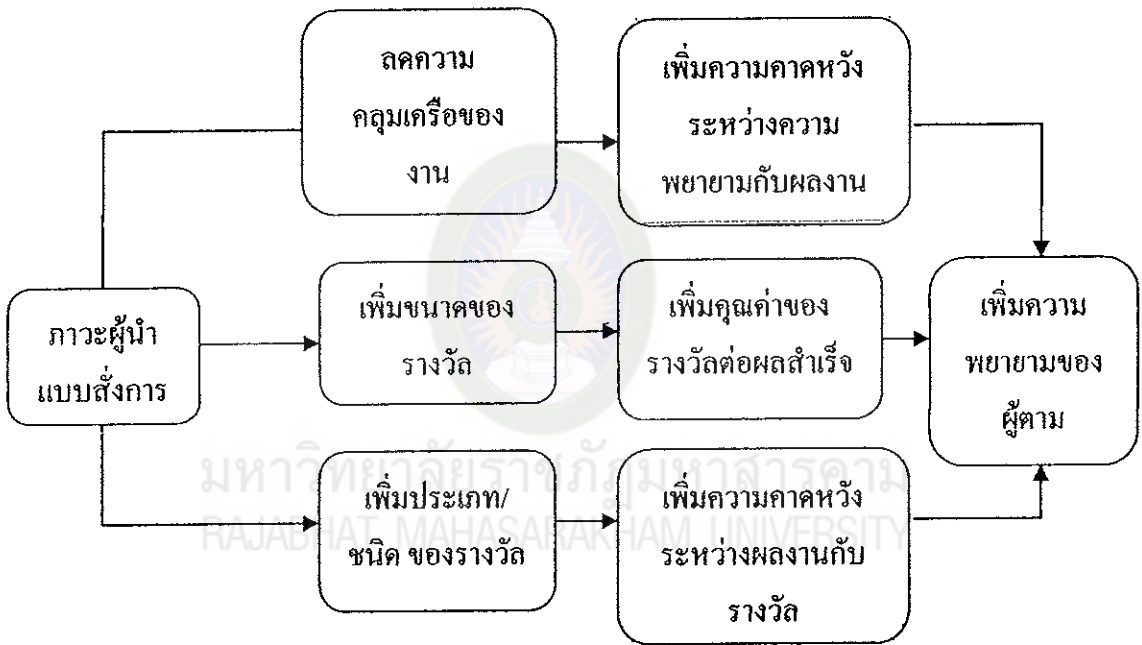 ลดความ
คลุมเครือของ
งาน
เพิ่มความคาดหวัง
ระหว่างความ
พยายามกับผลงาน
ภาวะผู้นำ
แบบสั่งการ
เพิ่มขนาดของ
รางวัล
เพิ่มคุณค่าของ
รางวัลต่อผลสำเร็จ
เพิ่มความ
พยายามของ
ผู้ตาม
มหาวิทยาลัยราชภัฏมหาสารคาม
RAJABHAT MAHASARAKHAM UNIVERSITY
เพิ่มประเภท/
ชนิด ของรางวัล
เพิ่มความคาดหวัง
ระหว่างผลงานกับ
รางวัล